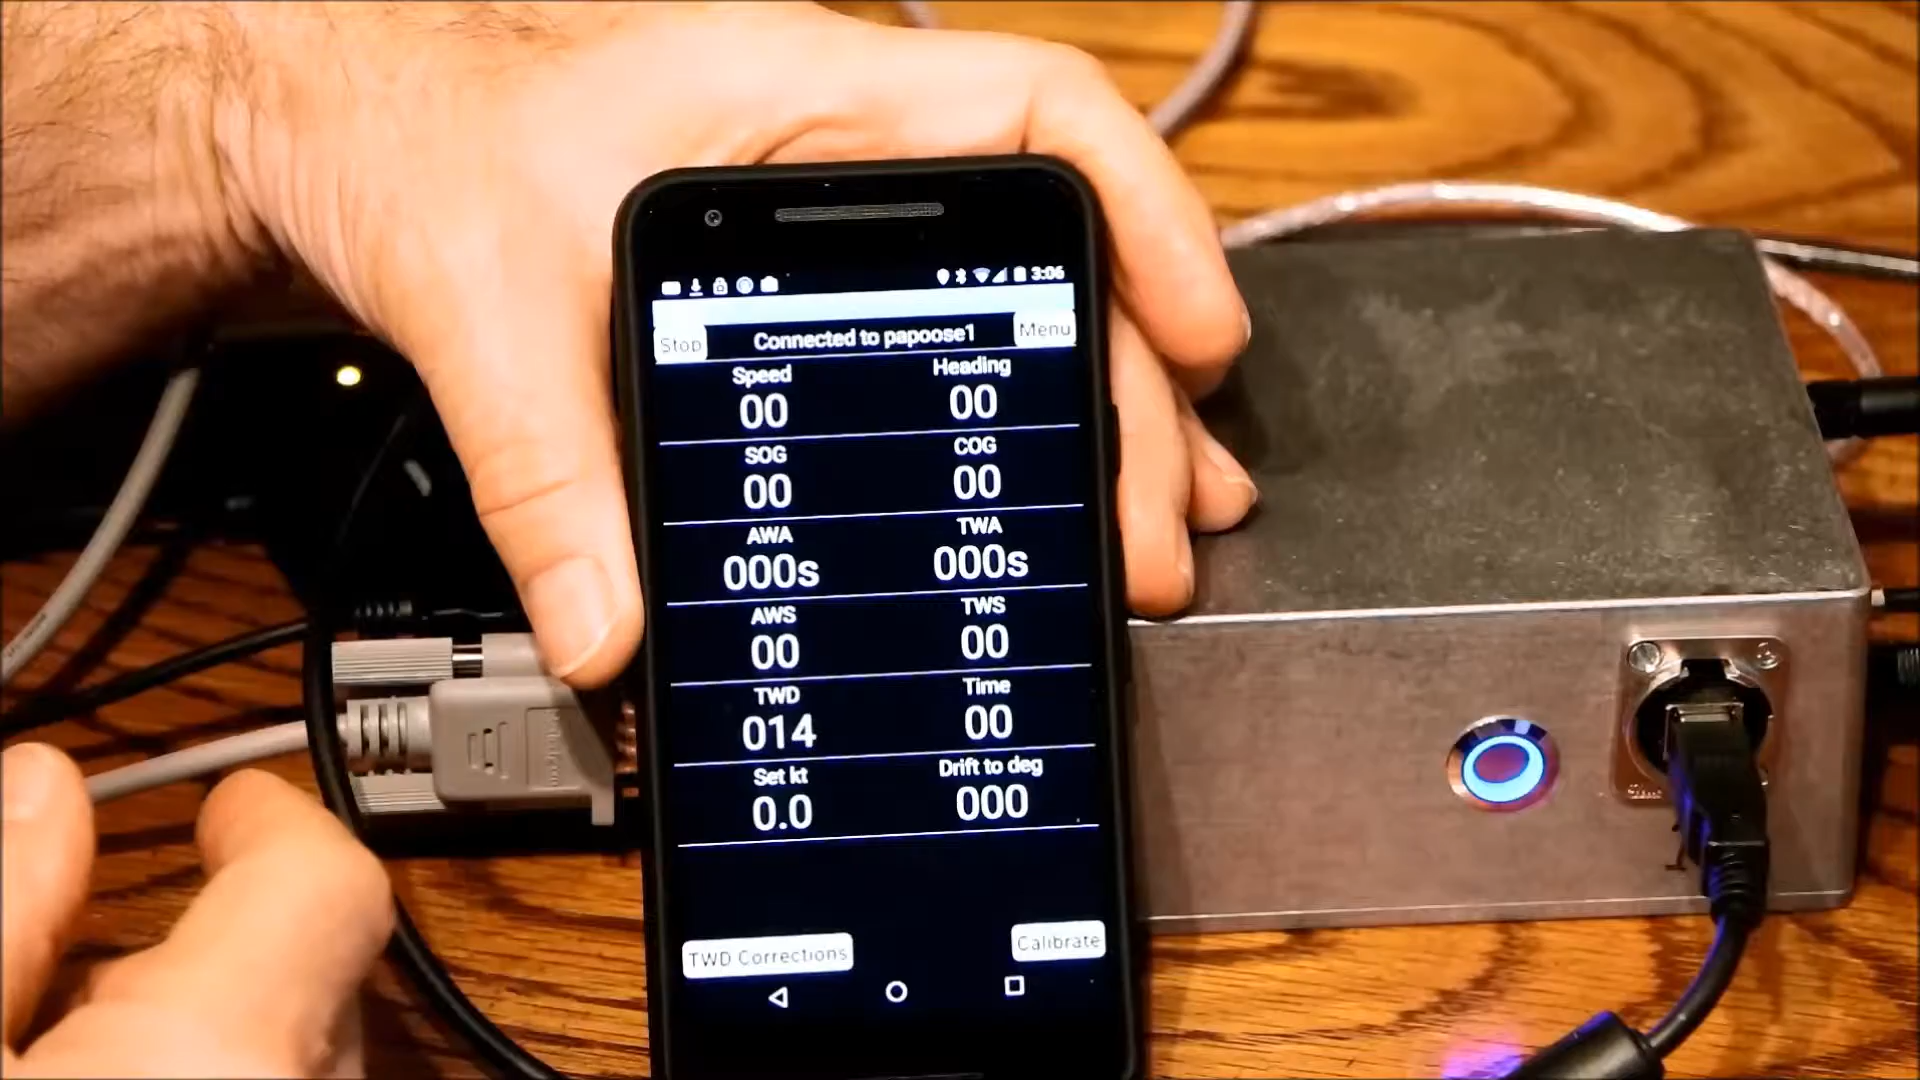 3:06
Stop Connected to papoose1 Menu
Speed Heading
00 00
SOG COG
00 00
AWA TWA
000s 000s
AWS TWS
00 00
TWD Time
014 00
Set kt Drift to deg
0.0 000
TWD Corrections Calibrate